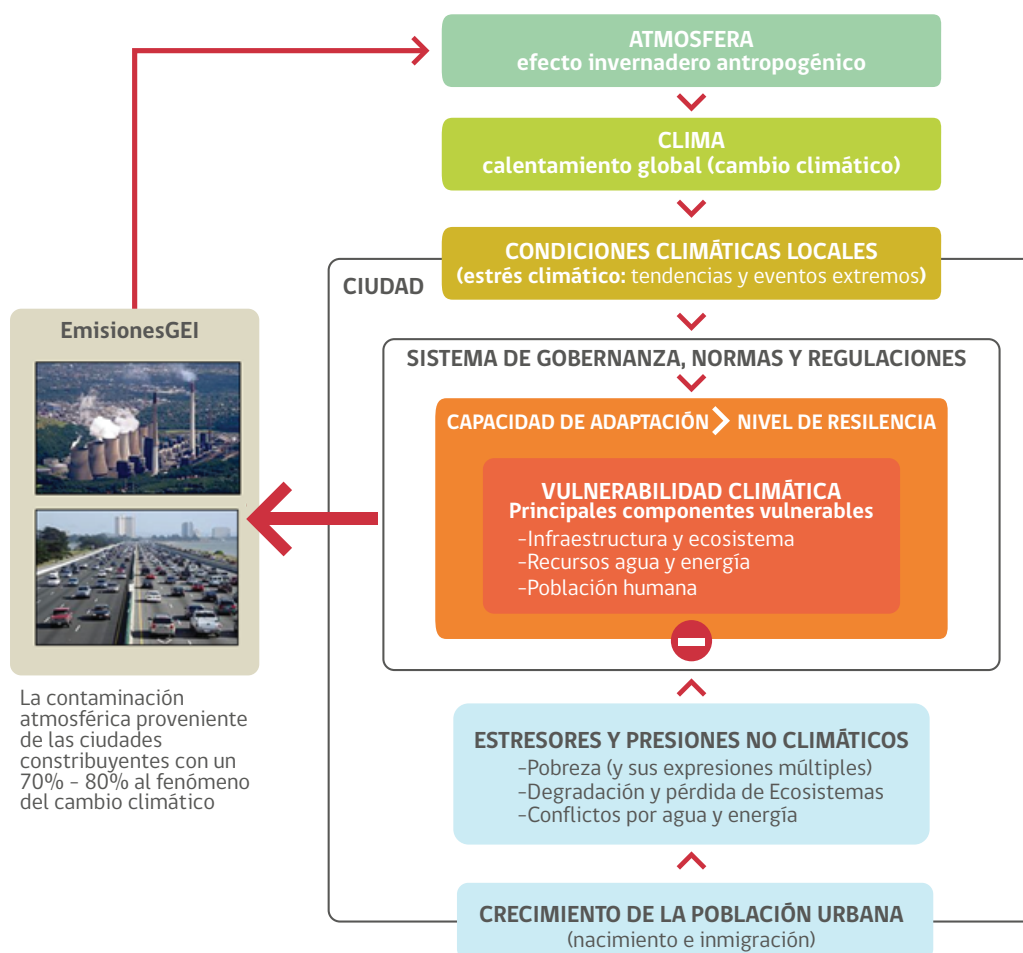 ATMOSFERA
efecto invernadero antropogénico
CLIMA
calentamiento global (cambio climático)
CONDICIONES CLIMÁTICAS LOCALES
(estrés climático: tendencias y eventos extremos)
CIUDAD
EmisionesGEI
SISTEMA DE GOBERNANZA, NORMAS Y REGULACIONES
CAPACIDAD DE ADAPTACIÓN > NIVEL DE RESILENCIA
VULNERABILIDAD CLIMÁTICA
Principales componentes vulnerables
-Infraestructura y ecosistema
-Recursos agua y energía
-Población humana
La contaminación
atmosférica proveniente
de las ciudades
constribuyentes con un
70% - 80% al fenómeno
del cambio climático
ESTRESORES Y PRESIONES NO CLIMÁTICOS
-Pobreza (y sus expresiones múltiples)
-Degradación y pérdida de Ecosistemas
-Conflictos por agua y energía
CRECIMIENTO DE LA POBLACIÓN URBANA
(nacimiento e inmigración)